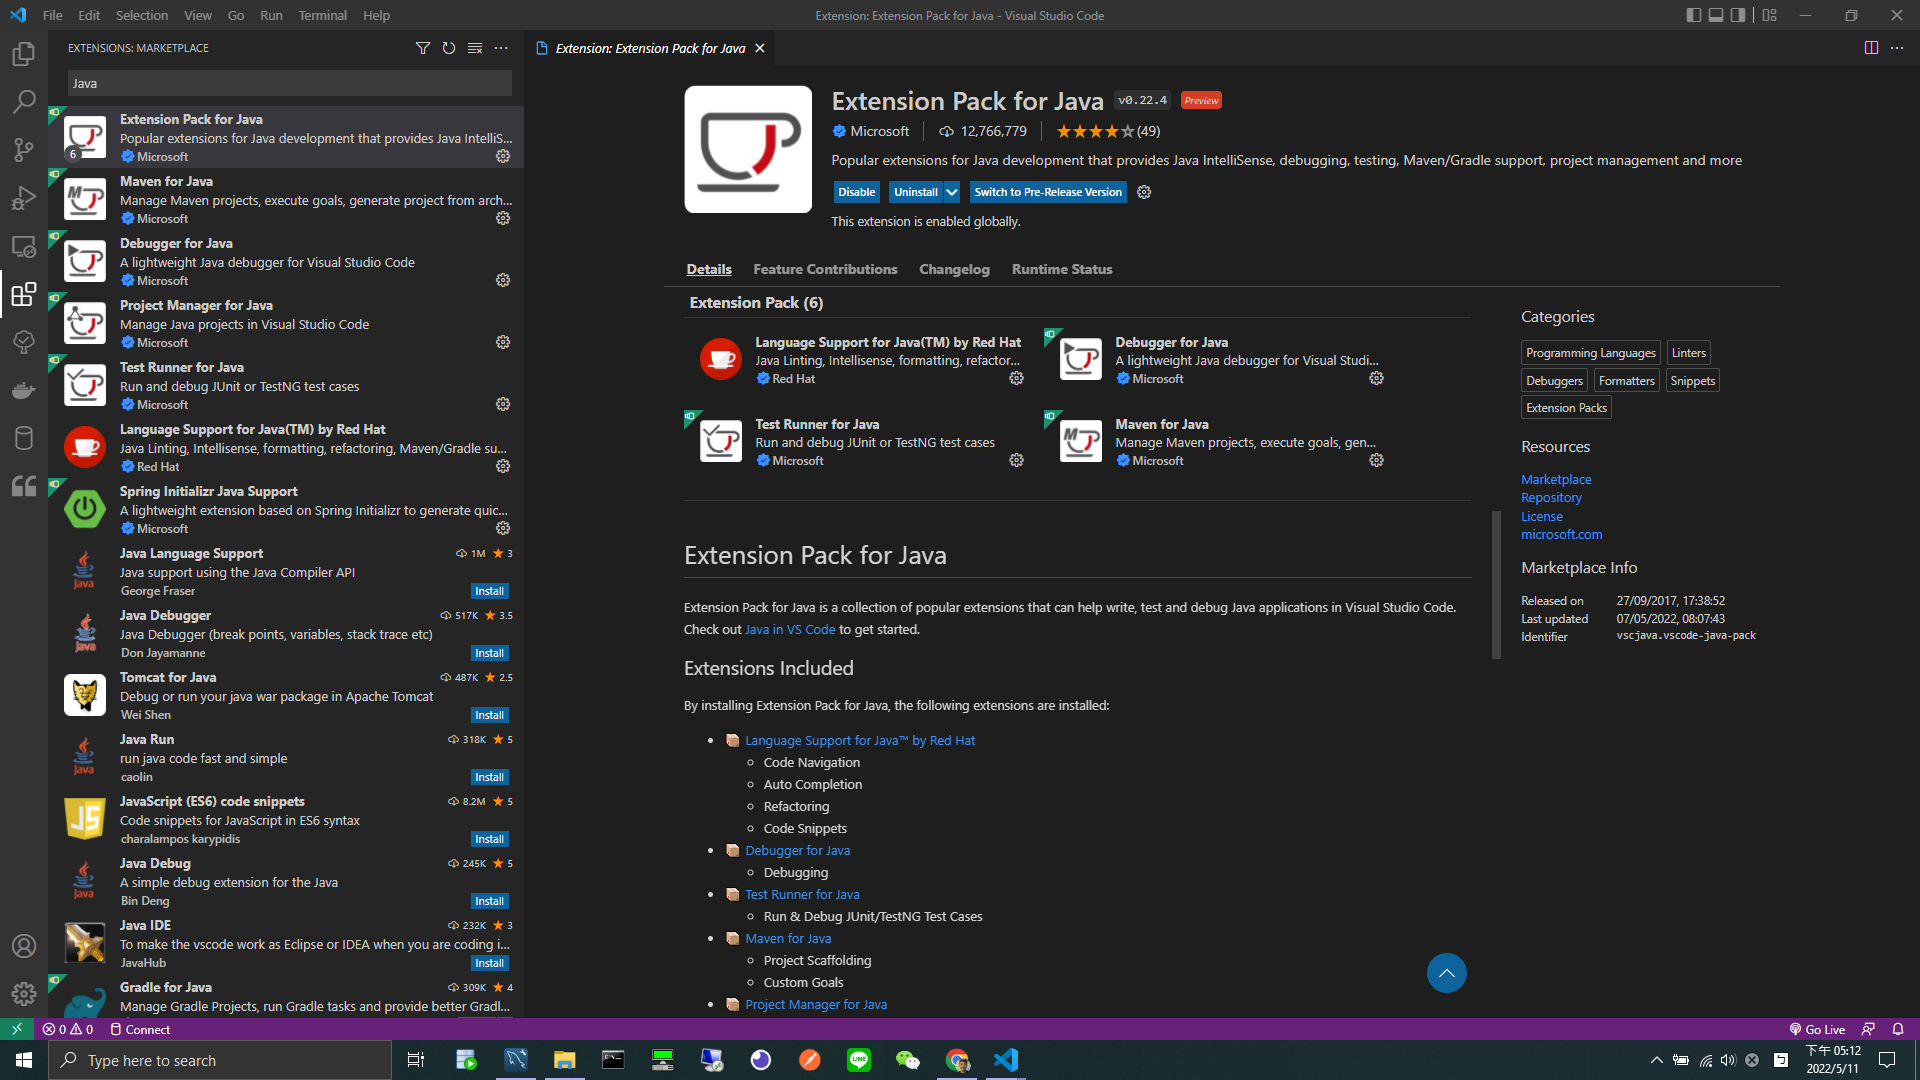 File Edit Selection View Go Run Terminal Help
Extension: Extension Pack for Java - Visual Studio Code
EXTENSIONS: MARKETPLACE
Java
Extension Pack for Java
Popular extensions for Java development that provides Java IntelliS...
Microsoft
6
Maven for Java
Manage Maven projects, execute goals, generate project from arch...
Microsoft
Debugger for Java
A lightweight Java debugger for Visual Studio Code
Microsoft
Project Manager for Java
Manage Java projects in Visual Studio Code
Microsoft
Test Runner for Java
Run and debug JUnit or TestNG test cases
Microsoft
Language Support for Java(TM) by Red Hat
Java Linting, Intellisense, formatting, refactoring, Maven/Gradle su...
Red Hat
Spring Initializr Java Support
A lightweight extension based on Spring Initializr to generate quic...
Microsoft
Java Language Support 1M 3
Java support using the Java Compiler API
George Fraser Install
Java Debugger 517K 3.5
Java Debugger (break points, variables, stack trace etc)
Don Jayamanne Install
Tomcat for Java 487K 2.5
Debug or run your java war package in Apache Tomcat
Wei Shen Install
Java Run 318K 5
run java code fast and simple
caolin Install
JavaScript (ES6) code snippets 8.2M 5
Code snippets for JavaScript in ES6 syntax
charalampos karypidis Install
Java Debug 245K 5
A simple debug extension for the Java
Bin Deng Install
Java IDE 232K 3
To make the vscode work as Eclipse or IDEA when you are coding i...
JavaHub Install
Gradle for Java 309K 4
Manage Gradle Projects, run Gradle tasks and provide better Gradl...
Extension: Extension Pack for Java
Extension Pack for Java v0.22.4 Preview
Microsoft 12,766,779 (49)
Popular extensions for Java development that provides Java IntelliSense, debugging, testing, Maven/Gradle support, project management and more
Disable Uninstall Switch to Pre-Release Version
This extension is enabled globally.
Details Feature Contributions Changelog Runtime Status
Extension Pack (6)
Language Support for Java(TM) by Red Hat
Java Linting, Intellisense, formatting, refactor...
Red Hat
Debugger for Java
A lightweight Java debugger for Visual Studi...
Microsoft
Test Runner for Java
Run and debug JUnit or TestNG test cases
Microsoft
Maven for Java
Manage Maven projects, execute goals, gen...
Microsoft
Extension Pack for Java
Extension Pack for Java is a collection of popular extensions that can help write, test and debug Java applications in Visual Studio Code.
Check out Java in VS Code to get started.
Extensions Included
By installing Extension Pack for Java, the following extensions are installed:
Language Support for Java™ by Red Hat
Code Navigation
Auto Completion
Refactoring
Code Snippets
Debugger for Java
Debugging
Test Runner for Java
Run & Debug JUnit/TestNG Test Cases
Maven for Java
Project Scaffolding
Custom Goals
Project Manager for Java
Categories
Programming Languages Linters
Debuggers Formatters Snippets
Extension Packs
Resources
Marketplace
Repository
License
microsoft.com
Marketplace Info
Released on 27/09/2017, 17:38:52
Last updated 07/05/2022, 08:07:43
Identifier vscjava.vscode-java-pack
0 0 Connect
Go Live
Type here to search
下午 05:12
2022/5/11